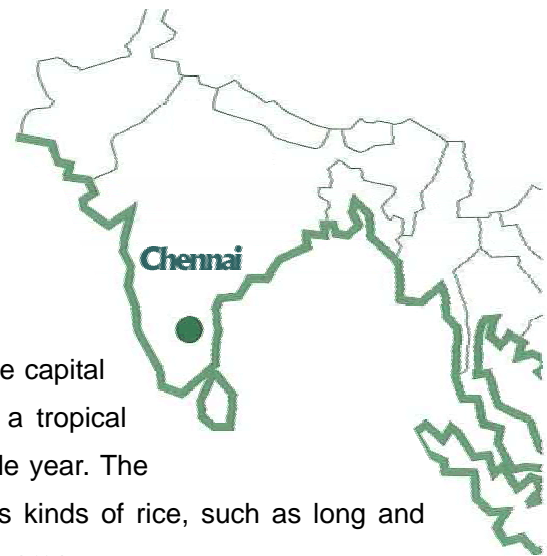 Chennai
e capital
a tropical
le year. The
s kinds of rice, such as long and